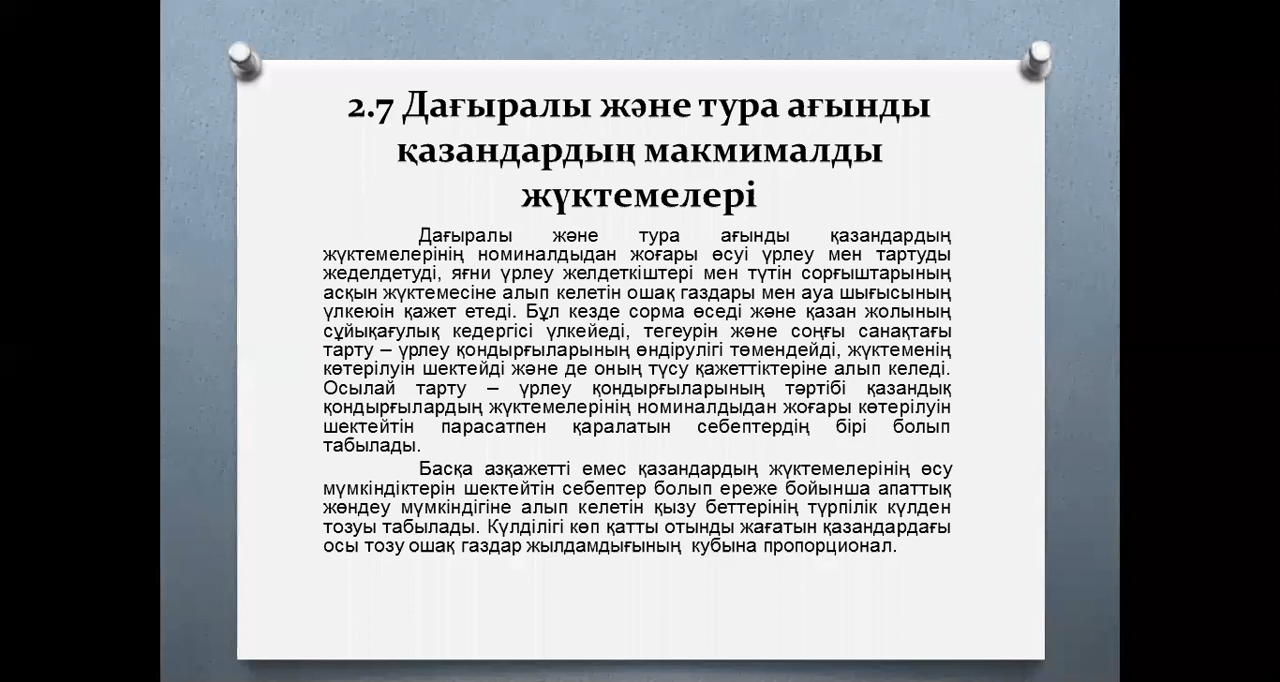 2.7 Дағыралы және тура ағынды
қазандардың макмималды
жүктемелері
Дағыралы және тура ағынды қазандардың
жүктемелерінің номиналдыдан жоғары өсуі үрлеу мен тартуды
жеделдетуді, яғни үрлеу желдеткіштері мен түтін сорғыштарының
асқын жүктемесіне алып келетін ошақ газдары мен ауа шығысының
үлкеюін қажет етеді. Бұл кезде сорма өседі және қазан жолының
сұйықағулық кедергісі үлкейеді, тегеурін және соңғы санақтағы
тарту – үрлеу қондырғыларының өндірулігі төмендейді, жүктеменің
көтерілуін шектейді және де оның түсу қажеттіктеріне алып келеді.
Осылай тарту – үрлеу қондырғыларының тәртібі қазандық
қондырғылардың жүктемелерінің номиналдыдан жоғары көтерілуін
шектейтін парасатпен қаралатын себептердің бірі болып
табылады.
Басқа азқажетті емес қазандардың жүктемелерінің өсу
мүмкіндіктерін шектейтін себептер болып ереже бойынша апаттық
жөндеу мүмкіндігіне алып келетін қызу беттерінің түрпілік күлден
тозуы табылады. Күлділігі көп қатты отынды жағатын қазандардағы
осы тозу ошақ газдар жылдамдығының кубына пропорционал.